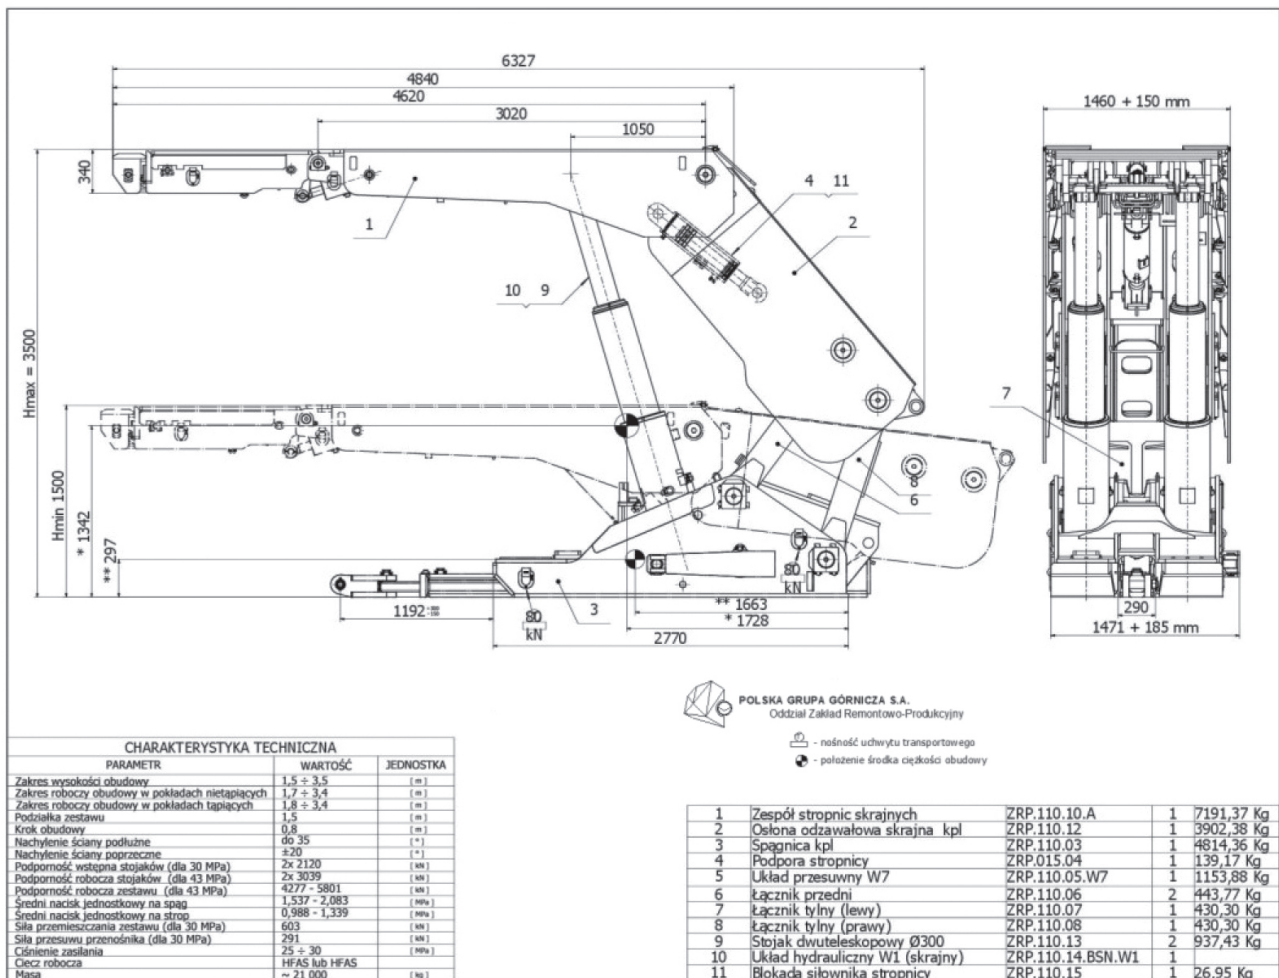 6327
4840
4620
3020
1050
1460 + 150 mm
340
4 11
1
2
10 9
Hmax = 3500
7
Hmin 1500
* 1342
** 297
8
6
80
kN
1192
80
kN
3
** 1663
* 1728
2770
290
1471 + 185 mm
POLSKA GRUPA GÓRNICZA S.A.
Oddział Zakład Remontowo-Produkcyjny
- nośność uchwytu transportowego
- położenie środka ciężkości obudowy
CHARAKTERYSTYKA TECHNICZNA
PARAMETR WARTOŚĆ JEDNOSTKA
Zakres wysokości obudowy 1,5 ÷ 3,5 [ m ]
Zakres roboczy obudowy w pokładach nietąpiących 1,7 ÷ 3,4 [ m ]
Zakres roboczy obudowy w pokładach tąpiących 1,8 ÷ 3,4 [ m ]
Podziałka zestawu 1,5 [ m ]
Krok obudowy 0,8 [ m ]
Nachylenie ściany podłużne do 35 [ ° ]
Nachylenie ściany poprzeczne ±20 [ ° ]
Podporność wstępna stojaków (dla 30 MPa) 2x 2120 [ kN ]
Podporność robocza stojaków (dla 43 MPa) 2x 3039 [ kN ]
Podporność robocza zestawu (dla 43 MPa) 4277 - 5801 [ kN ]
Średni nacisk jednostkowy na spąg 1,537 - 2,083 [ MPa ]
Średni nacisk jednostkowy na strop 0,988 - 1,339 [ MPa ]
Siła przemieszczania zestawu (dla 30 MPa) 603 [ kN ]
Siła przesuwu przenośnika (dla 30 MPa) 291 [ kN ]
Ciśnienie zasilania 25 ÷ 30 [ MPa ]
Ciecz robocza HFAS lub HFAS
Masa ~ 21 000 [ kg ]
1 Zespół stropnic skrajnych ZRP.110.10.A 1 7191,37 Kg
2 Osłona odzawałowa skrajna kpl ZRP.110.12 1 3902,38 Kg
3 Spągnica kpl ZRP.110.03 1 4814,36 Kg
4 Podpora stropnicy ZRP.015.04 1 139,17 Kg
5 Układ przesuwny W7 ZRP.110.05.W7 1 1153,88 Kg
6 Łącznik przedni ZRP.110.06 2 443,77 Kg
7 Łącznik tylny (lewy) ZRP.110.07 1 430,30 Kg
8 Łącznik tylny (prawy) ZRP.110.08 1 430,30 Kg
9 Stojak dwuteleskopowy Ø300 ZRP.110.13 2 937,43 Kg
10 Układ hydrauliczny W1 (skrajny) ZRP.110.14.BSN.W1 1
11 Blokada siłownika stropnicy ZRP.110.15 1 26,95 Kg